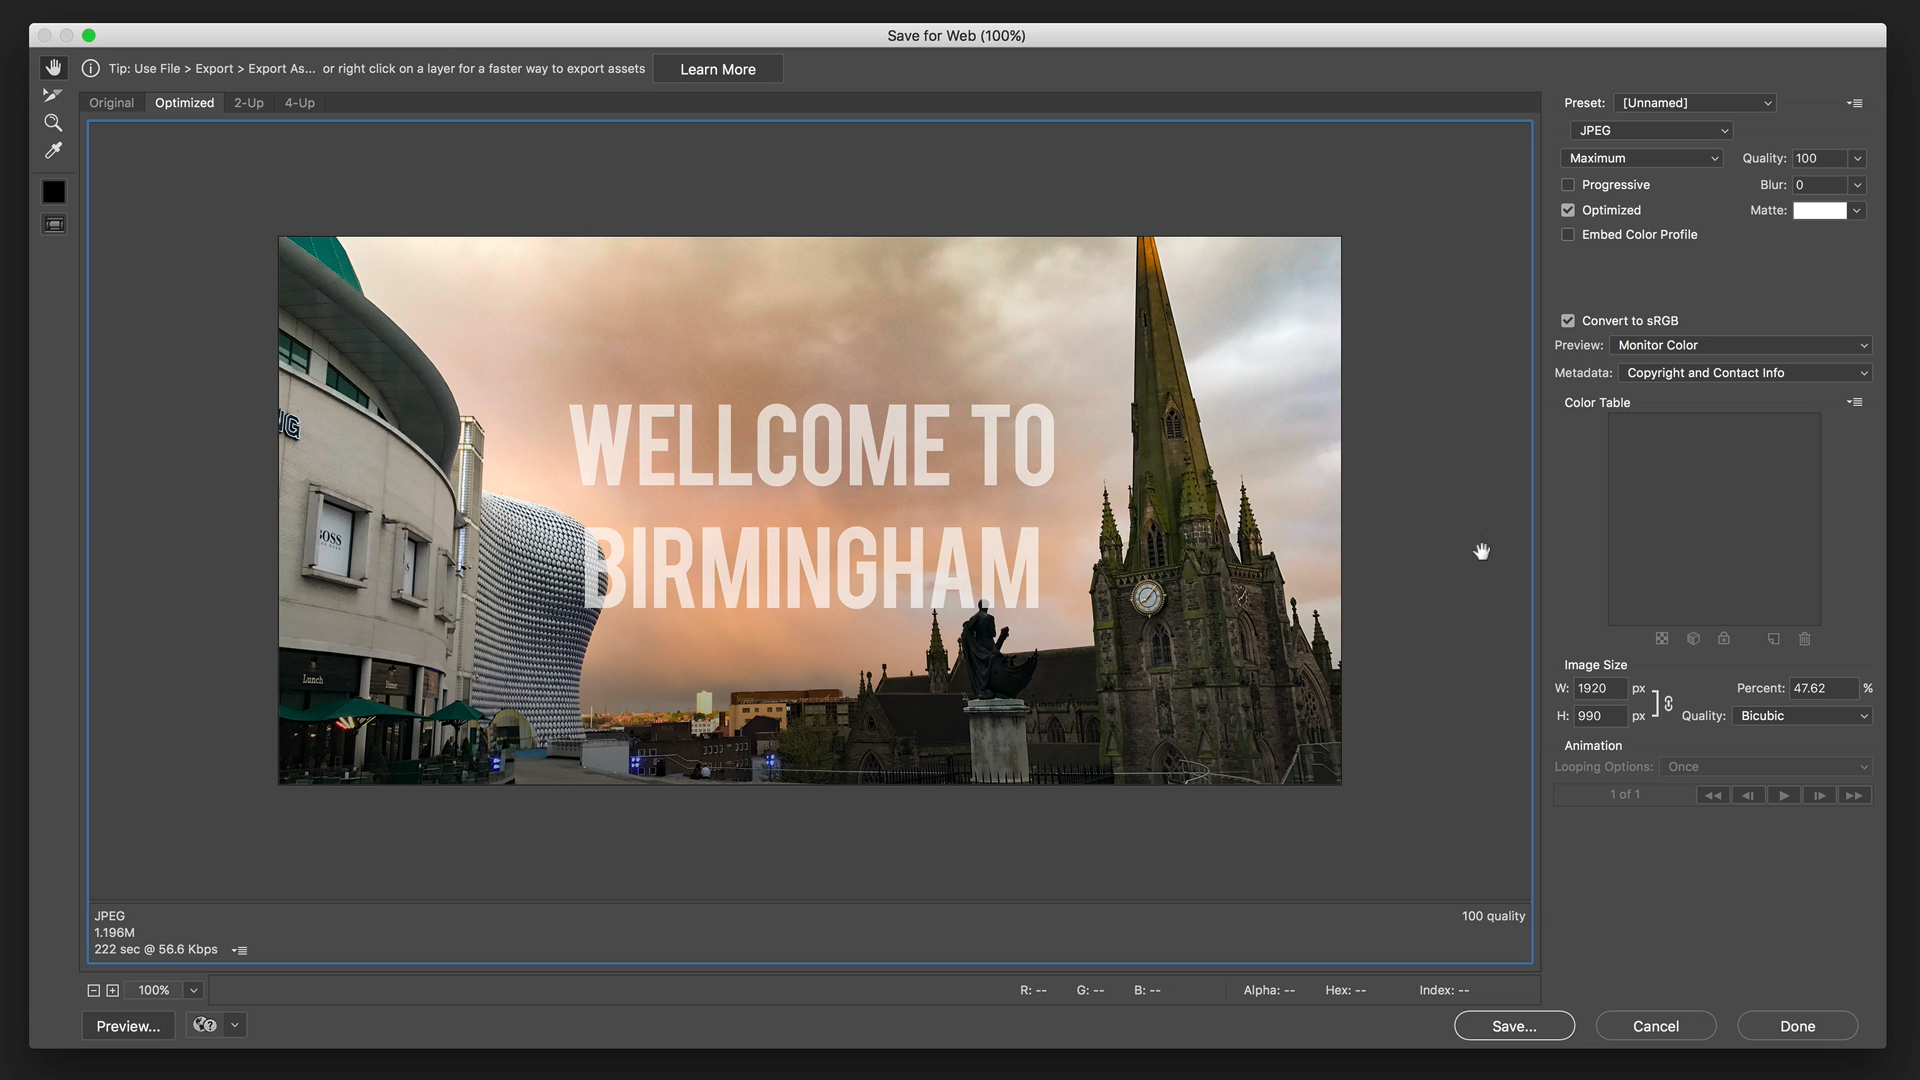 Save for Web (100%)
Tip: Use File > Export > Export As... or right click on a layer for a faster way to export assets
Learn More
Original
Optimized
2-Up
4-Up
Preset: [Unnamed]
JPEG
Maximum
Quality: 100
Progressive
Blur: 0
Optimized
Matte:
Embed Color Profile
Convert to sRGB
Preview: Monitor Color
Metadata: Copyright and Contact Info
Color Table
NG
WELLCOME TO
BIRMINGHAM
BOSS
Lunch
Dinner
Image Size
W: 1920 px
Percent: 47.62 %
H: 990 px
Quality: Bicubic
Animation
Looping Options: Once
1 of 1
JPEG
1.196M
222 sec @ 56.6 Kbps
100 quality
100%
R: --
G: --
B: --
Alpha: --
Hex: --
Index: --
Preview...
Save...
Cancel
Done